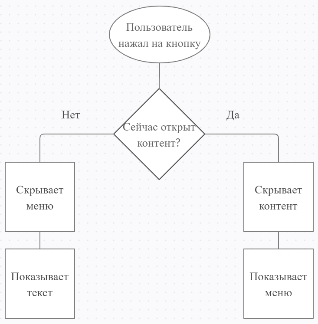 Пользователь
нажал на кнопку
Нет
Да
Сейчас открыт
контент?
Скрывает
меню
Скрывает
контент
Показывает
текст
Показывает
меню